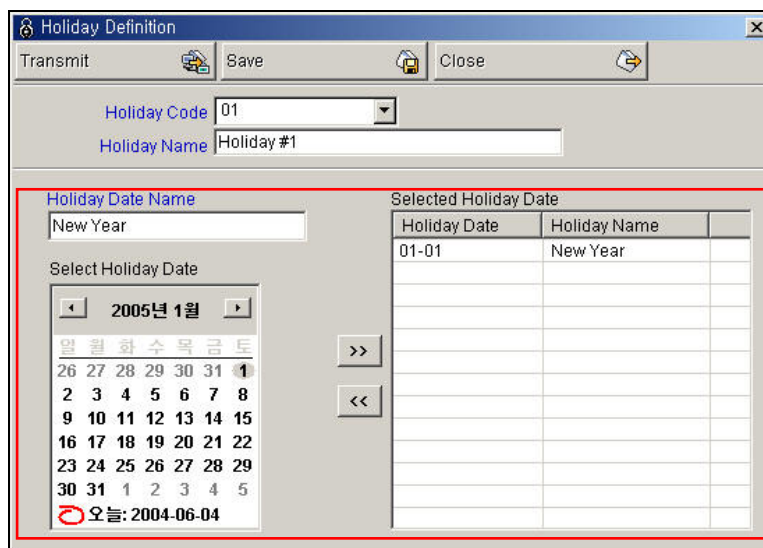 Holiday Definition
Transmit Save Close
Holiday Code 01
Holiday Name Holiday #1
Holiday Date Name
New Year
Select Holiday Date
2005년 1월
일 월 화 수 목 금 토
26 27 28 29 30 31 1
2 3 4 5 6 7 8
9 10 11 12 13 14 15
16 17 18 19 20 21 22
23 24 25 26 27 28 29
30 31 1 2 3 4 5
오늘: 2004-06-04
>>
<<
Selected Holiday Date
Holiday Date Holiday Name
01-01 New Year